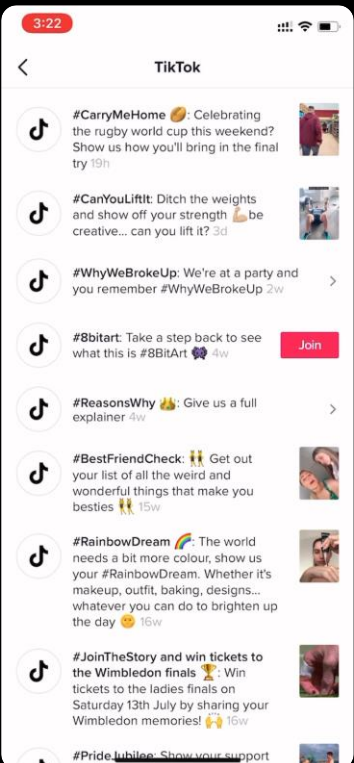 3:22
TikTok
#CarryMeHome 🏉: Celebrating
the rugby world cup this weekend?
Show us how you'll bring in the final
try 19h
#CanYouLiftIt: Ditch the weights
and show off your strength 💪🏼be
creative... can you lift it? 3d
#WhyWeBrokeUp: We're at a party and
you remember #WhyWeBrokeUp 2w
#8bitart: Take a step back to see
what this is #8BitArt 👾 4w
Join
#ReasonsWhy 👑: Give us a full
explainer 4w
#BestFriendCheck: 👯 Get out
your list of all the weird and
wonderful things that make you
besties 👯 15w
#RainbowDream 🌈: The world
needs a bit more colour, show us
your #RainbowDream. Whether it's
makeup, outfit, baking, designs...
whatever you can do to brighten up
the day 🌞 16w
#JoinTheStory and win tickets to
the Wimbledon finals 🏆: Win
tickets to the ladies finals on
Saturday 13th July by sharing your
Wimbledon memories! 🙌 16w
#PrideJubilee: Show your support